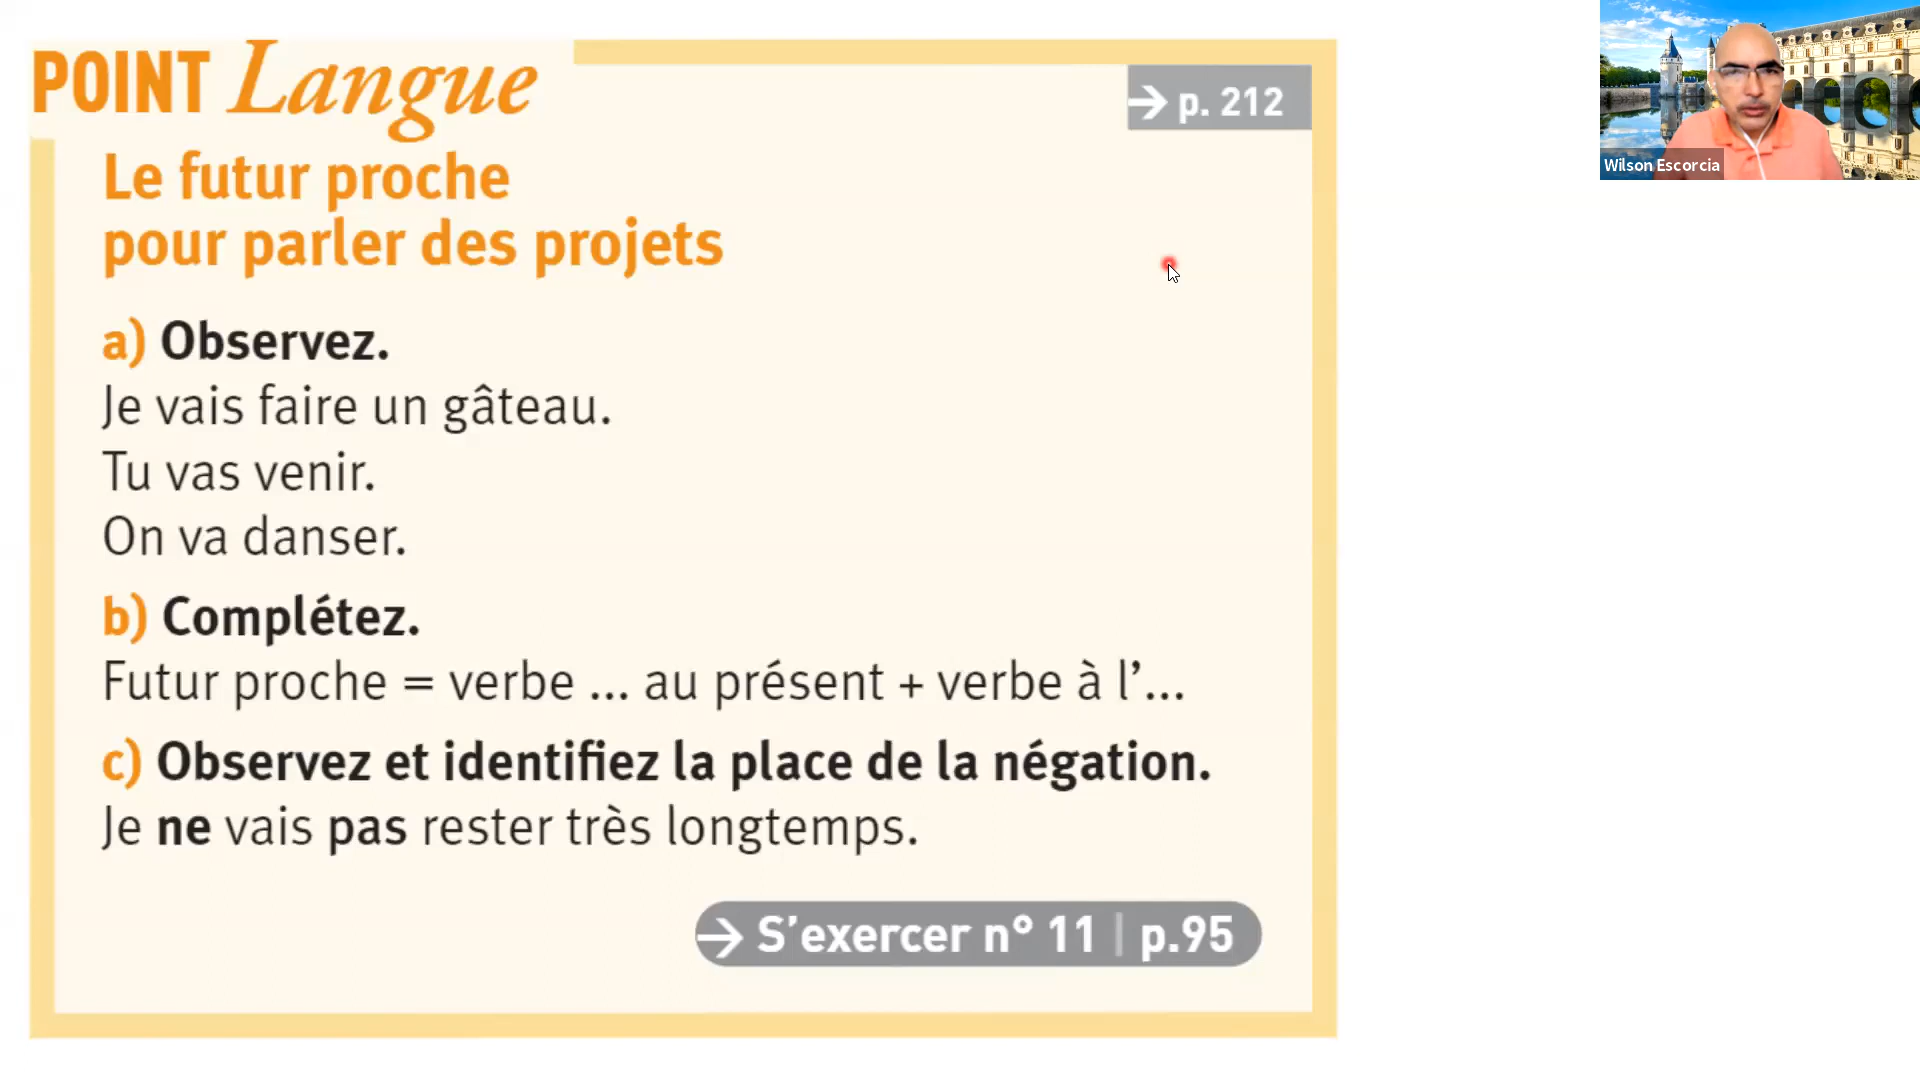 POINT Langue
→ p. 212
Le futur proche
pour parler des projets
a) Observez.
Je vais faire un gâteau.
Tu vas venir.
On va danser.
b) Complétez.
Futur proche = verbe ... au présent + verbe à l’...
c) Observez et identifiez la place de la négation.
Je ne vais pas rester très longtemps.
→ S’exercer n° 11 | p.95
Wilson Escorcia